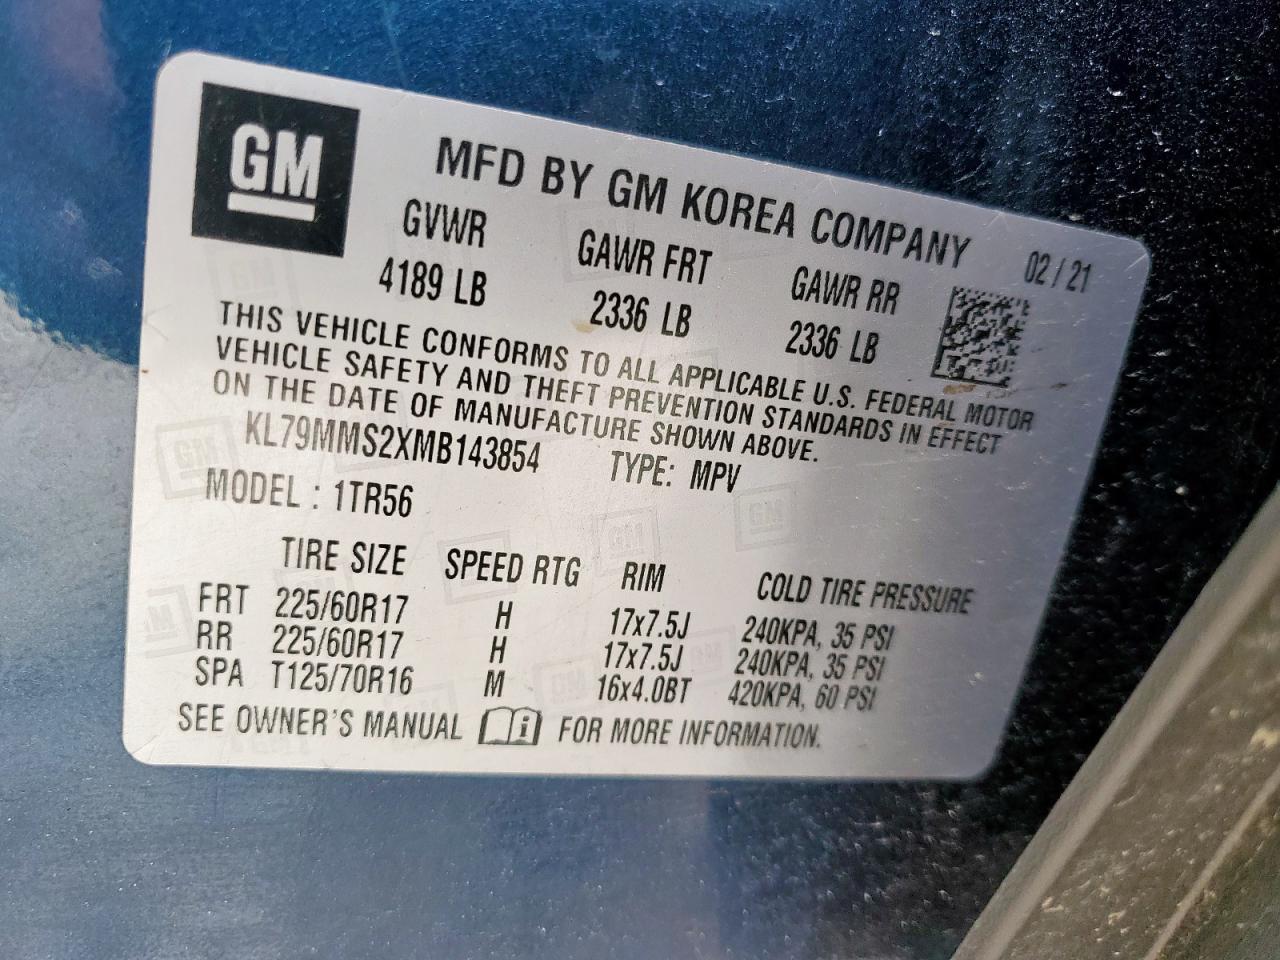 GM
MFD BY GM KOREA COMPANY
02 / 21
GVWR GAWR FRT GAWR RR
4189 LB 2336 LB 2336 LB
THIS VEHICLE CONFORMS TO ALL APPLICABLE U.S. FEDERAL MOTOR
VEHICLE SAFETY AND THEFT PREVENTION STANDARDS IN EFFECT
ON THE DATE OF MANUFACTURE SHOWN ABOVE.
KL79MMS2XMB143854 TYPE: MPV
MODEL : 1TR56
TIRE SIZE SPEED RTG RIM COLD TIRE PRESSURE
FRT 225/60R17 H 17x7.5J 240KPA, 35 PSI
RR 225/60R17 H 17x7.5J 240KPA, 35 PSI
SPA T125/70R16 M 16x4.0BT 420KPA, 60 PSI
SEE OWNER'S MANUAL i FOR MORE INFORMATION.